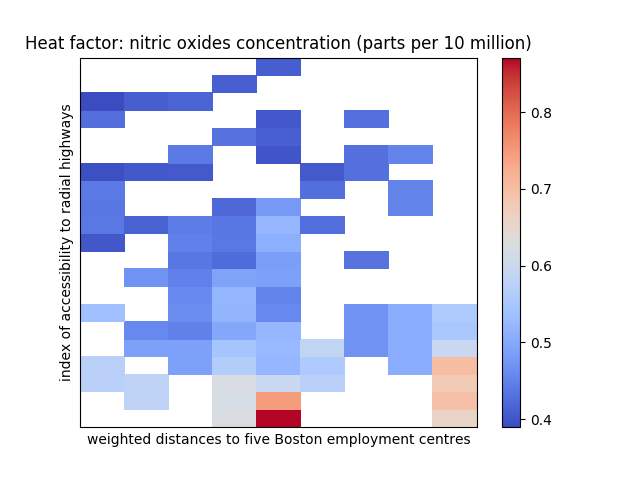 Heat factor: nitric oxides concentration (parts per 10 million)
index of accessibility to radial highways
weighted distances to five Boston employment centres
0.8
0.7
0.6
0.5
0.4